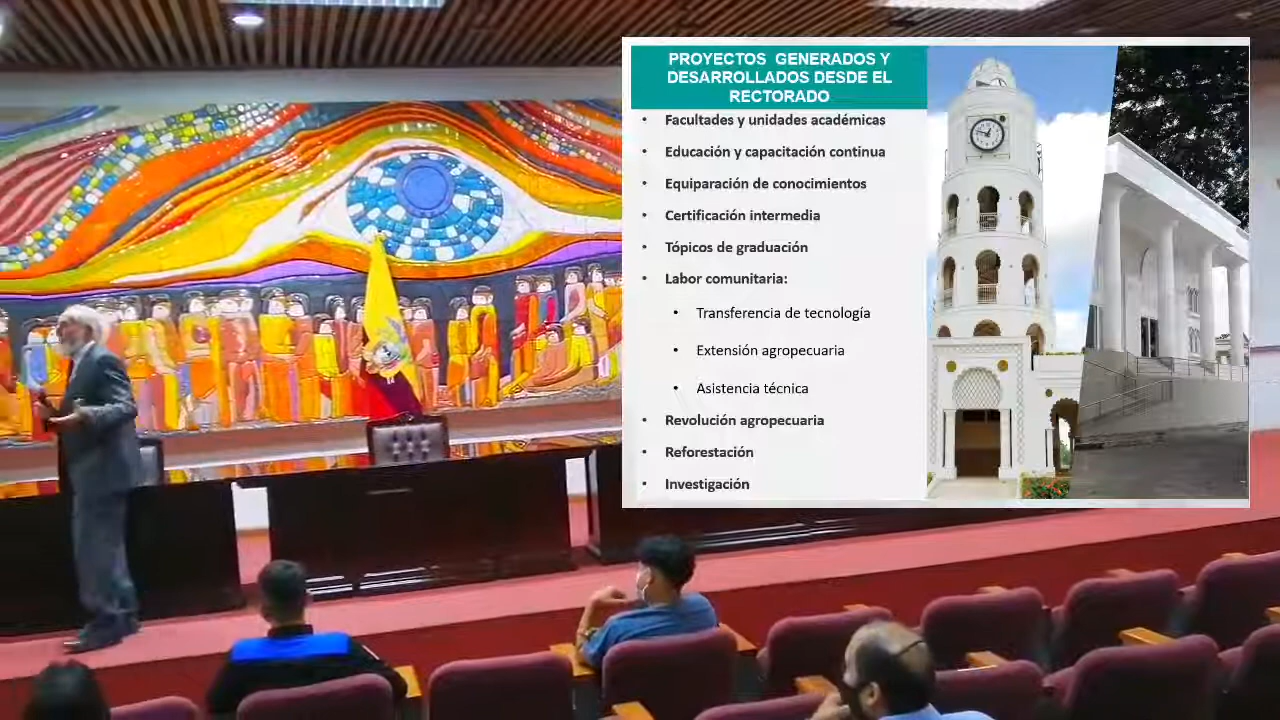 PROYECTOS GENERADOS Y
DESARROLLADOS DESDE EL
RECTORADO
• Facultades y unidades académicas
• Educación y capacitación continua
• Equiparación de conocimientos
• Certificación intermedia
• Tópicos de graduación
• Labor comunitaria:
• Transferencia de tecnología
• Extensión agropecuaria
• Asistencia técnica
• Revolución agropecuaria
• Reforestación
• Investigación